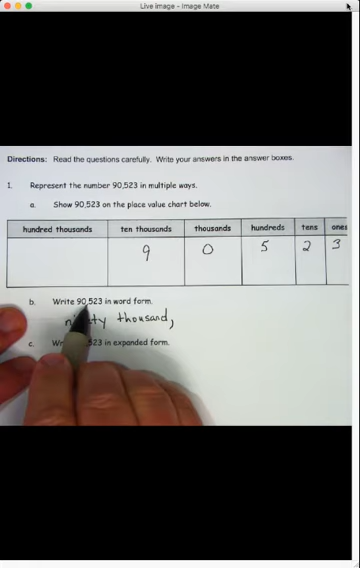 Live image - Image Mate
Directions: Read the questions carefully. Write your answers in the answer boxes.
1. Represent the number 90,523 in multiple ways.
a. Show 90,523 on the place value chart below.
hundred thousands ten thousands thousands hundreds tens ones
9 0 5 2 3
b. Write 90,523 in word form.
thousand,
c. 523 in expanded form.